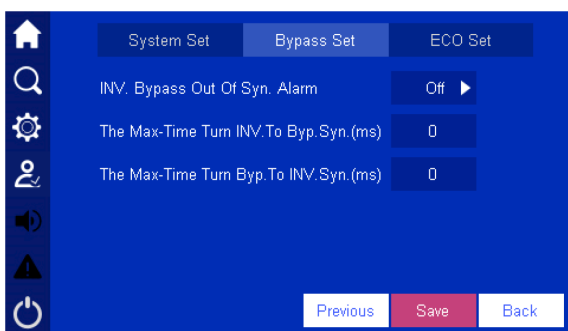 System Set Bypass Set ECO Set
INV. Bypass Out Of Syn. Alarm Off
The Max-Time Turn INV.To Byp.Syn.(ms) 0
The Max-Time Turn Byp.To INV.Syn.(ms) 0
Previous Save Back